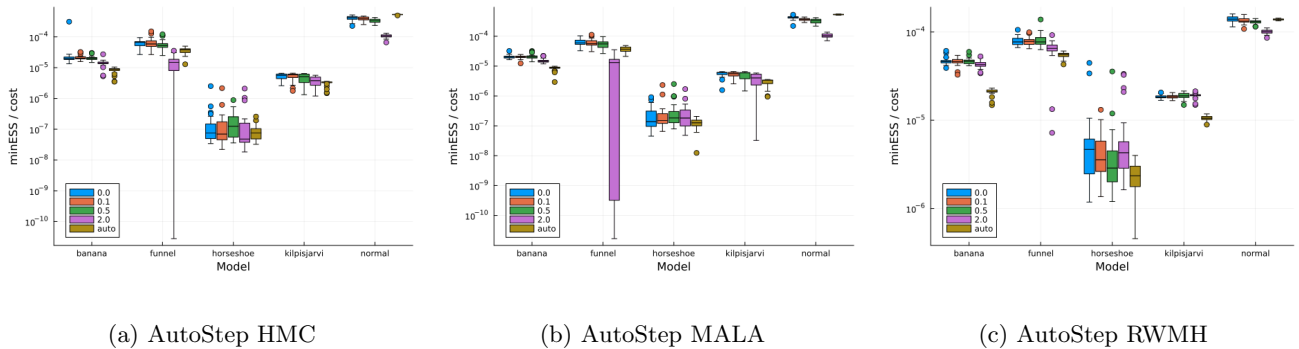 minESS / cost
10⁻⁴
10⁻⁵
10⁻⁶
10⁻⁷
10⁻⁸
10⁻⁹
10⁻¹⁰
0.0
0.1
0.5
2.0
auto
banana funnel horseshoe kilpisjarvi normal
Model
(a) AutoStep HMC
minESS / cost
10⁻⁴
10⁻⁵
10⁻⁶
10⁻⁷
10⁻⁸
10⁻⁹
10⁻¹⁰
0.0
0.1
0.5
2.0
auto
banana funnel horseshoe kilpisjarvi normal
Model
(b) AutoStep MALA
minESS / cost
10⁻⁴
10⁻⁵
10⁻⁶
0.0
0.1
0.5
2.0
auto
banana funnel horseshoe kilpisjarvi normal
Model
(c) AutoStep RWMH